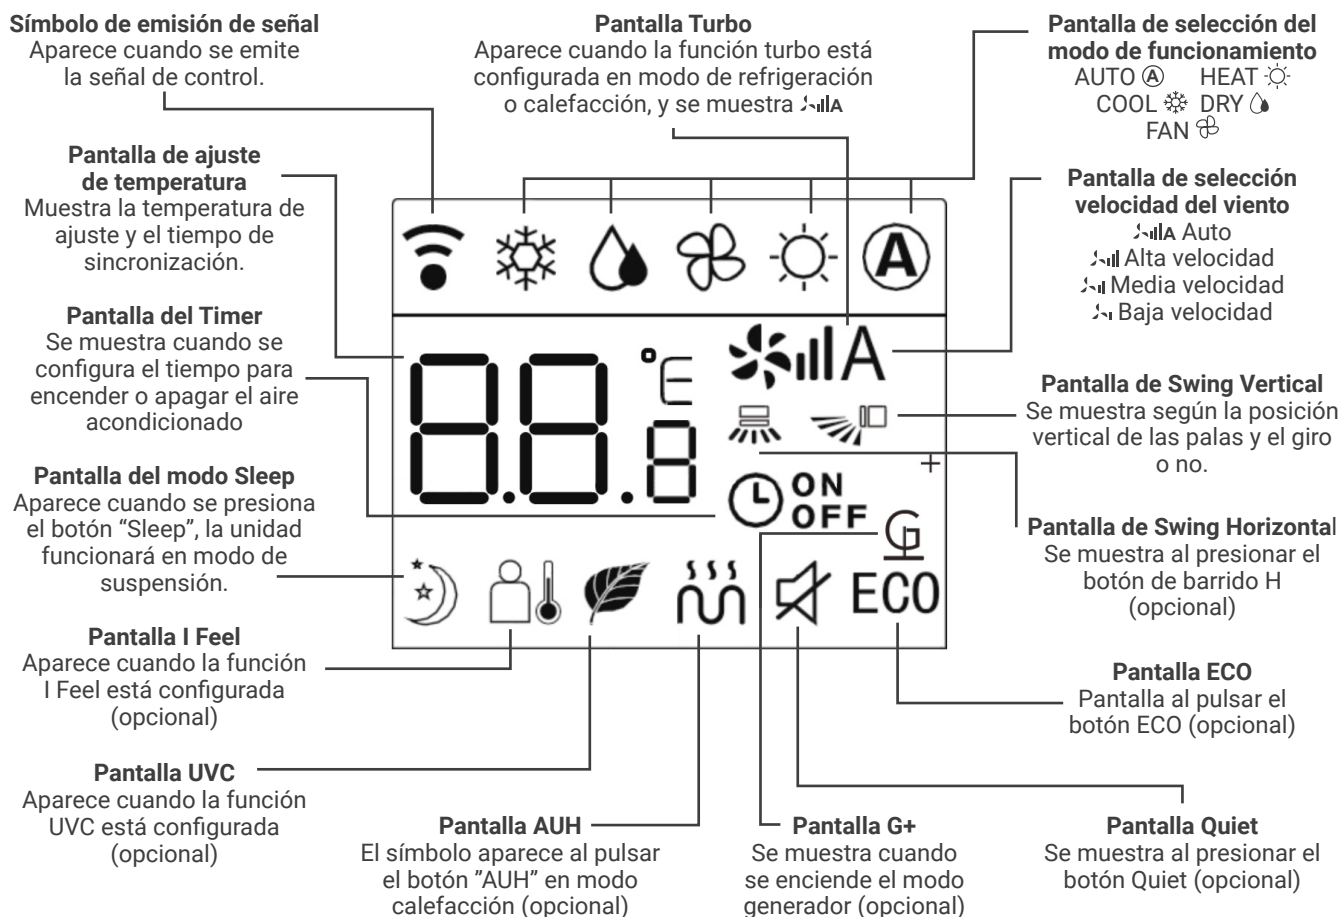 Símbolo de emisión de señal
Aparece cuando se emite
la señal de control.
Pantalla Turbo
Aparece cuando la función turbo está
configurada en modo de refrigeración
o calefacción, y se muestra A
Pantalla de selección del
modo de funcionamiento
AUTO A HEAT
COOL DRY
FAN
Pantalla de ajuste
de temperatura
Muestra la temperatura de
ajuste y el tiempo de
sincronización.
Pantalla de selección
velocidad del viento
A Auto
Alta velocidad
Media velocidad
Baja velocidad
Pantalla del Timer
Se muestra cuando se
configura el tiempo para
encender o apagar el aire
acondicionado
Pantalla de Swing Vertical
Se muestra según la posición
vertical de las palas y el giro
o no.
Pantalla del modo Sleep
Aparece cuando se presiona
el botón “Sleep”, la unidad
funcionará en modo de
suspensión.
Pantalla de Swing Horizontal
Se muestra al presionar el
botón de barrido H
(opcional)
A
88.8 °E
A
ON
OFF
G+
ECO
Pantalla I Feel
Aparece cuando la función
I Feel está configurada
(opcional)
Pantalla ECO
Pantalla al pulsar el
botón ECO (opcional)
Pantalla UVC
Aparece cuando la función
UVC está configurada
(opcional)
Pantalla AUH
El símbolo aparece al pulsar
el botón ”AUH” en modo
calefacción (opcional)
Pantalla G+
Se muestra cuando
se enciende el modo
generador (opcional)
Pantalla Quiet
Se muestra al presionar el
botón Quiet (opcional)